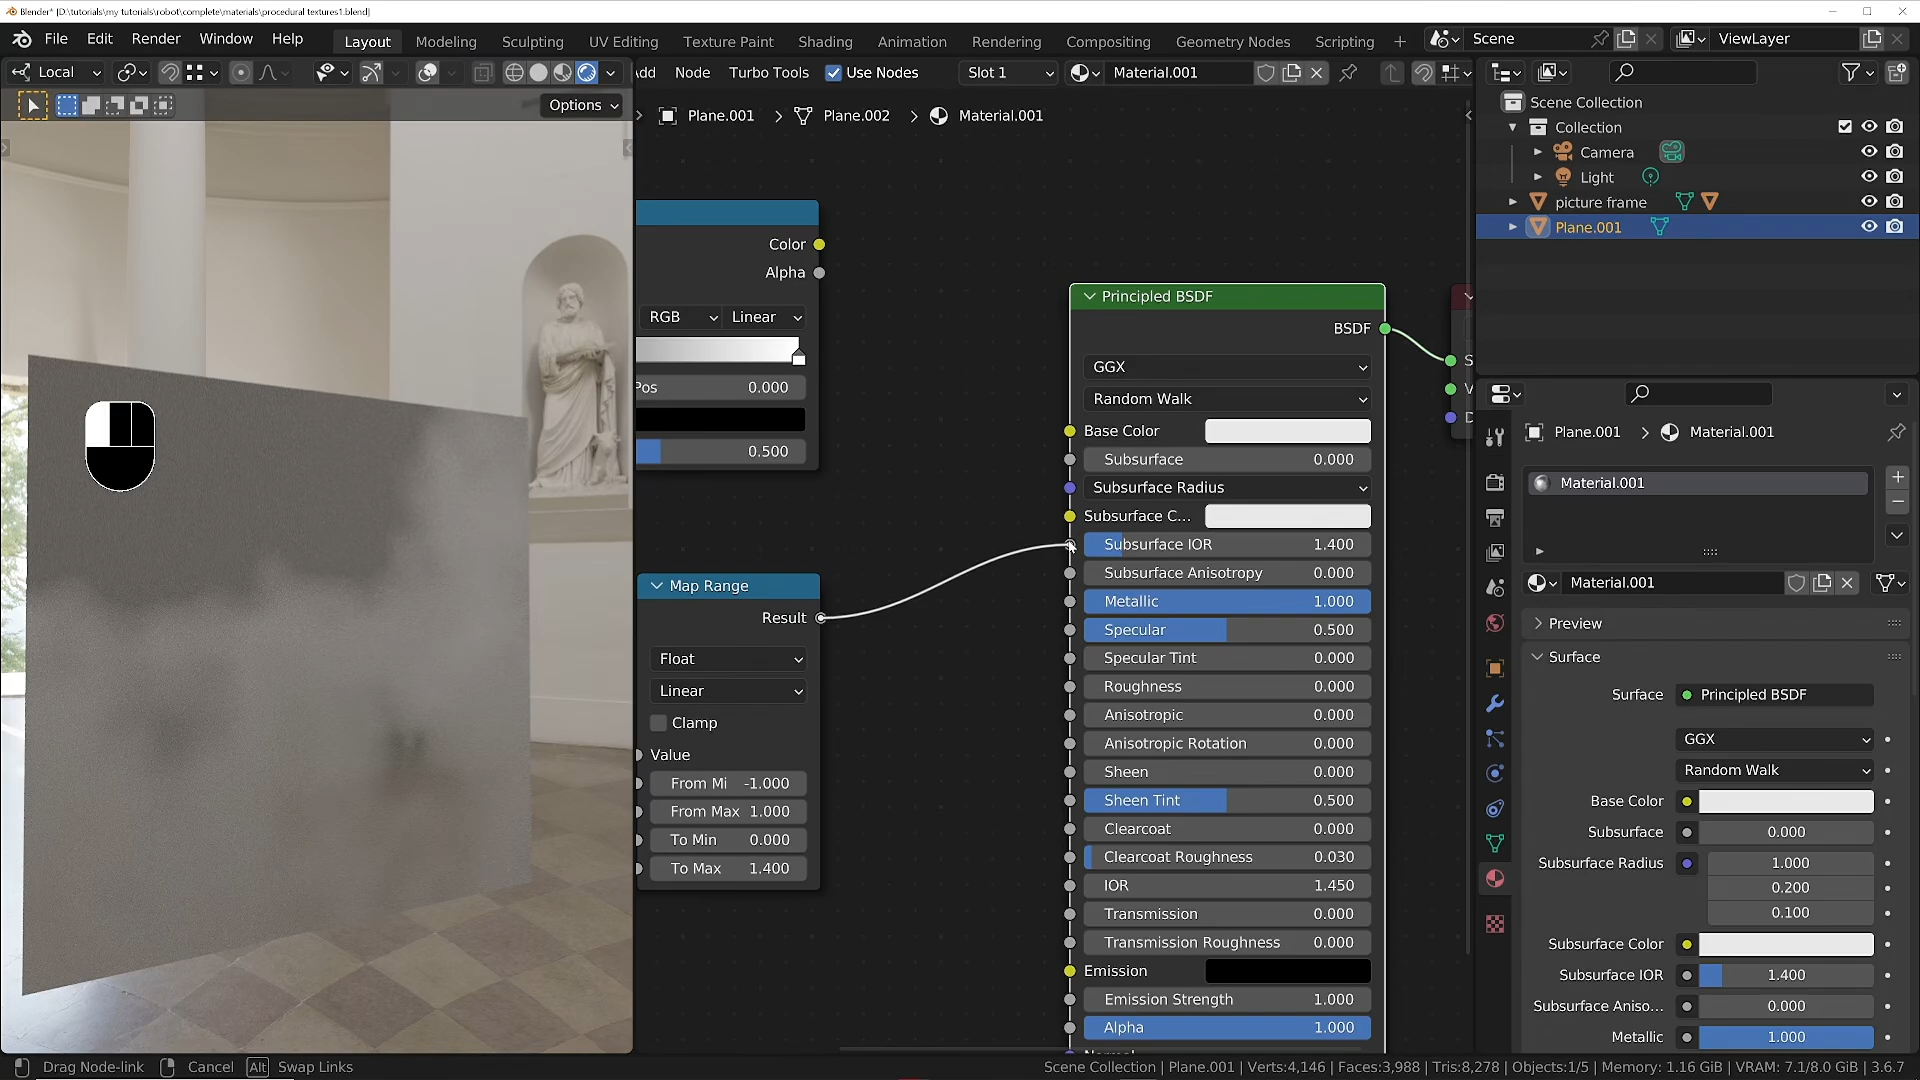 Blender* [D:\tutorials\my tutorials\robot\complete\materials\procedural textures1.blend]
File Edit Render Window Help Layout Modeling Sculpting UV Editing Texture Paint Shading Animation Rendering Compositing Geometry Nodes Scripting + Scene ViewLayer
Local
Options
Add Node Turbo Tools Use Nodes Slot 1 Material.001
Plane.001 > Plane.002 > Material.001
Color
Alpha
RGB Linear
Pos 0.000
0.500
Map Range
Result
Float
Linear
Clamp
Value
From Mi -1.000
From Max 1.000
To Min 0.000
To Max 1.400
Principled BSDF
BSDF
GGX
Random Walk
Base Color
Subsurface 0.000
Subsurface Radius
Subsurface C...
Subsurface IOR 1.400
Subsurface Anisotropy 0.000
Metallic 1.000
Specular 0.500
Specular Tint 0.000
Roughness 0.000
Anisotropic 0.000
Anisotropic Rotation 0.000
Sheen 0.000
Sheen Tint 0.500
Clearcoat 0.000
Clearcoat Roughness 0.030
IOR 1.450
Transmission 0.000
Transmission Roughness 0.000
Emission
Emission Strength 1.000
Alpha 1.000
Normal
S
V
D
Scene Collection
Collection
Camera
Light
picture frame
Plane.001
Plane.001 > Material.001
Material.001
Material.001
Preview
Surface
Surface Principled BSDF
GGX
Random Walk
Base Color
Subsurface 0.000
Subsurface Radius 1.000
0.200
0.100
Subsurface Color
Subsurface IOR 1.400
Subsurface Aniso... 0.000
Metallic 1.000
Drag Node-link Cancel Alt Swap Links
Scene Collection | Plane.001 | Verts:4,146 | Faces:3,988 | Tris:8,278 | Objects:1/5 | Memory: 1.16 GiB | VRAM: 7.1/8.0 GiB | 3.6.7